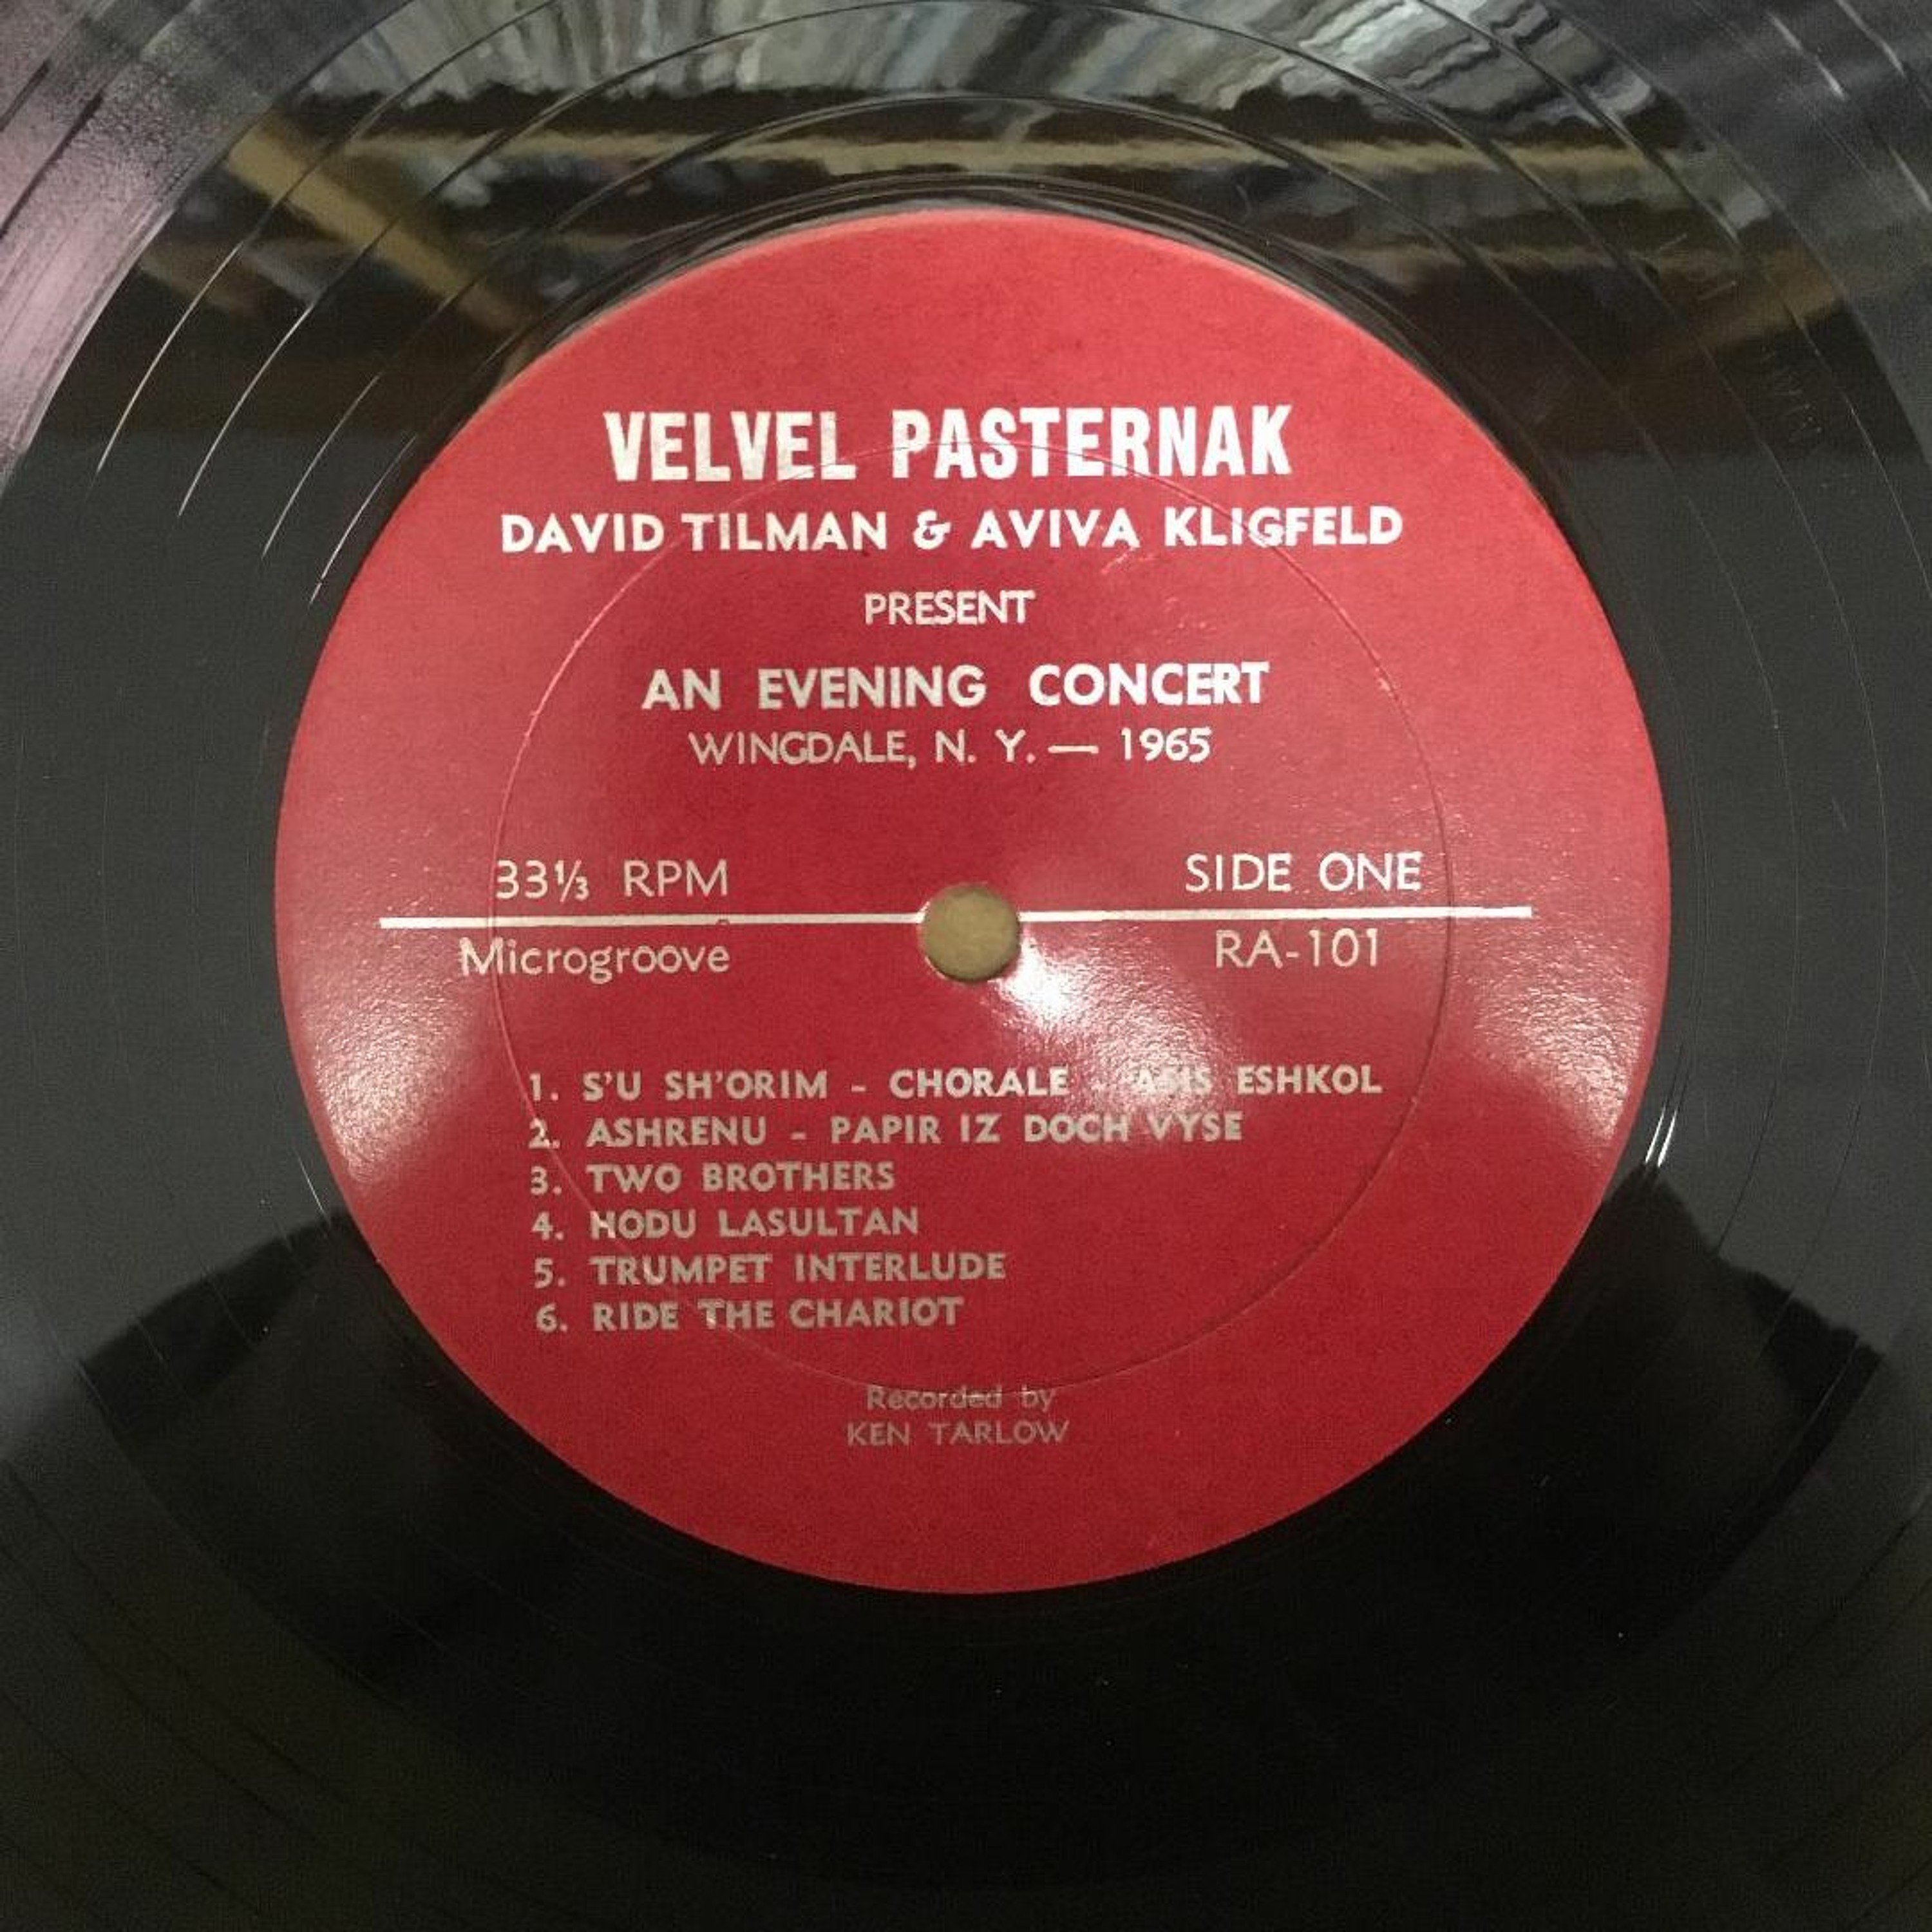 VELVEL PASTERNAK
DAVID TILMAN & AVIVA KLIGFELD
PRESENT
AN EVENING CONCERT
WINGDALE, N. Y. — 1965
33⅓ RPM SIDE ONE
Microgroove RA-101
1. S'U SH'ORIM - CHORALE - ASIS ESHKOL
2. ASHRENU - PAPIR IZ DOCH VYSE
3. TWO BROTHERS
4. HODU LASULTAN
5. TRUMPET INTERLUDE
6. RIDE THE CHARIOT
Recorded by
KEN TARLOW